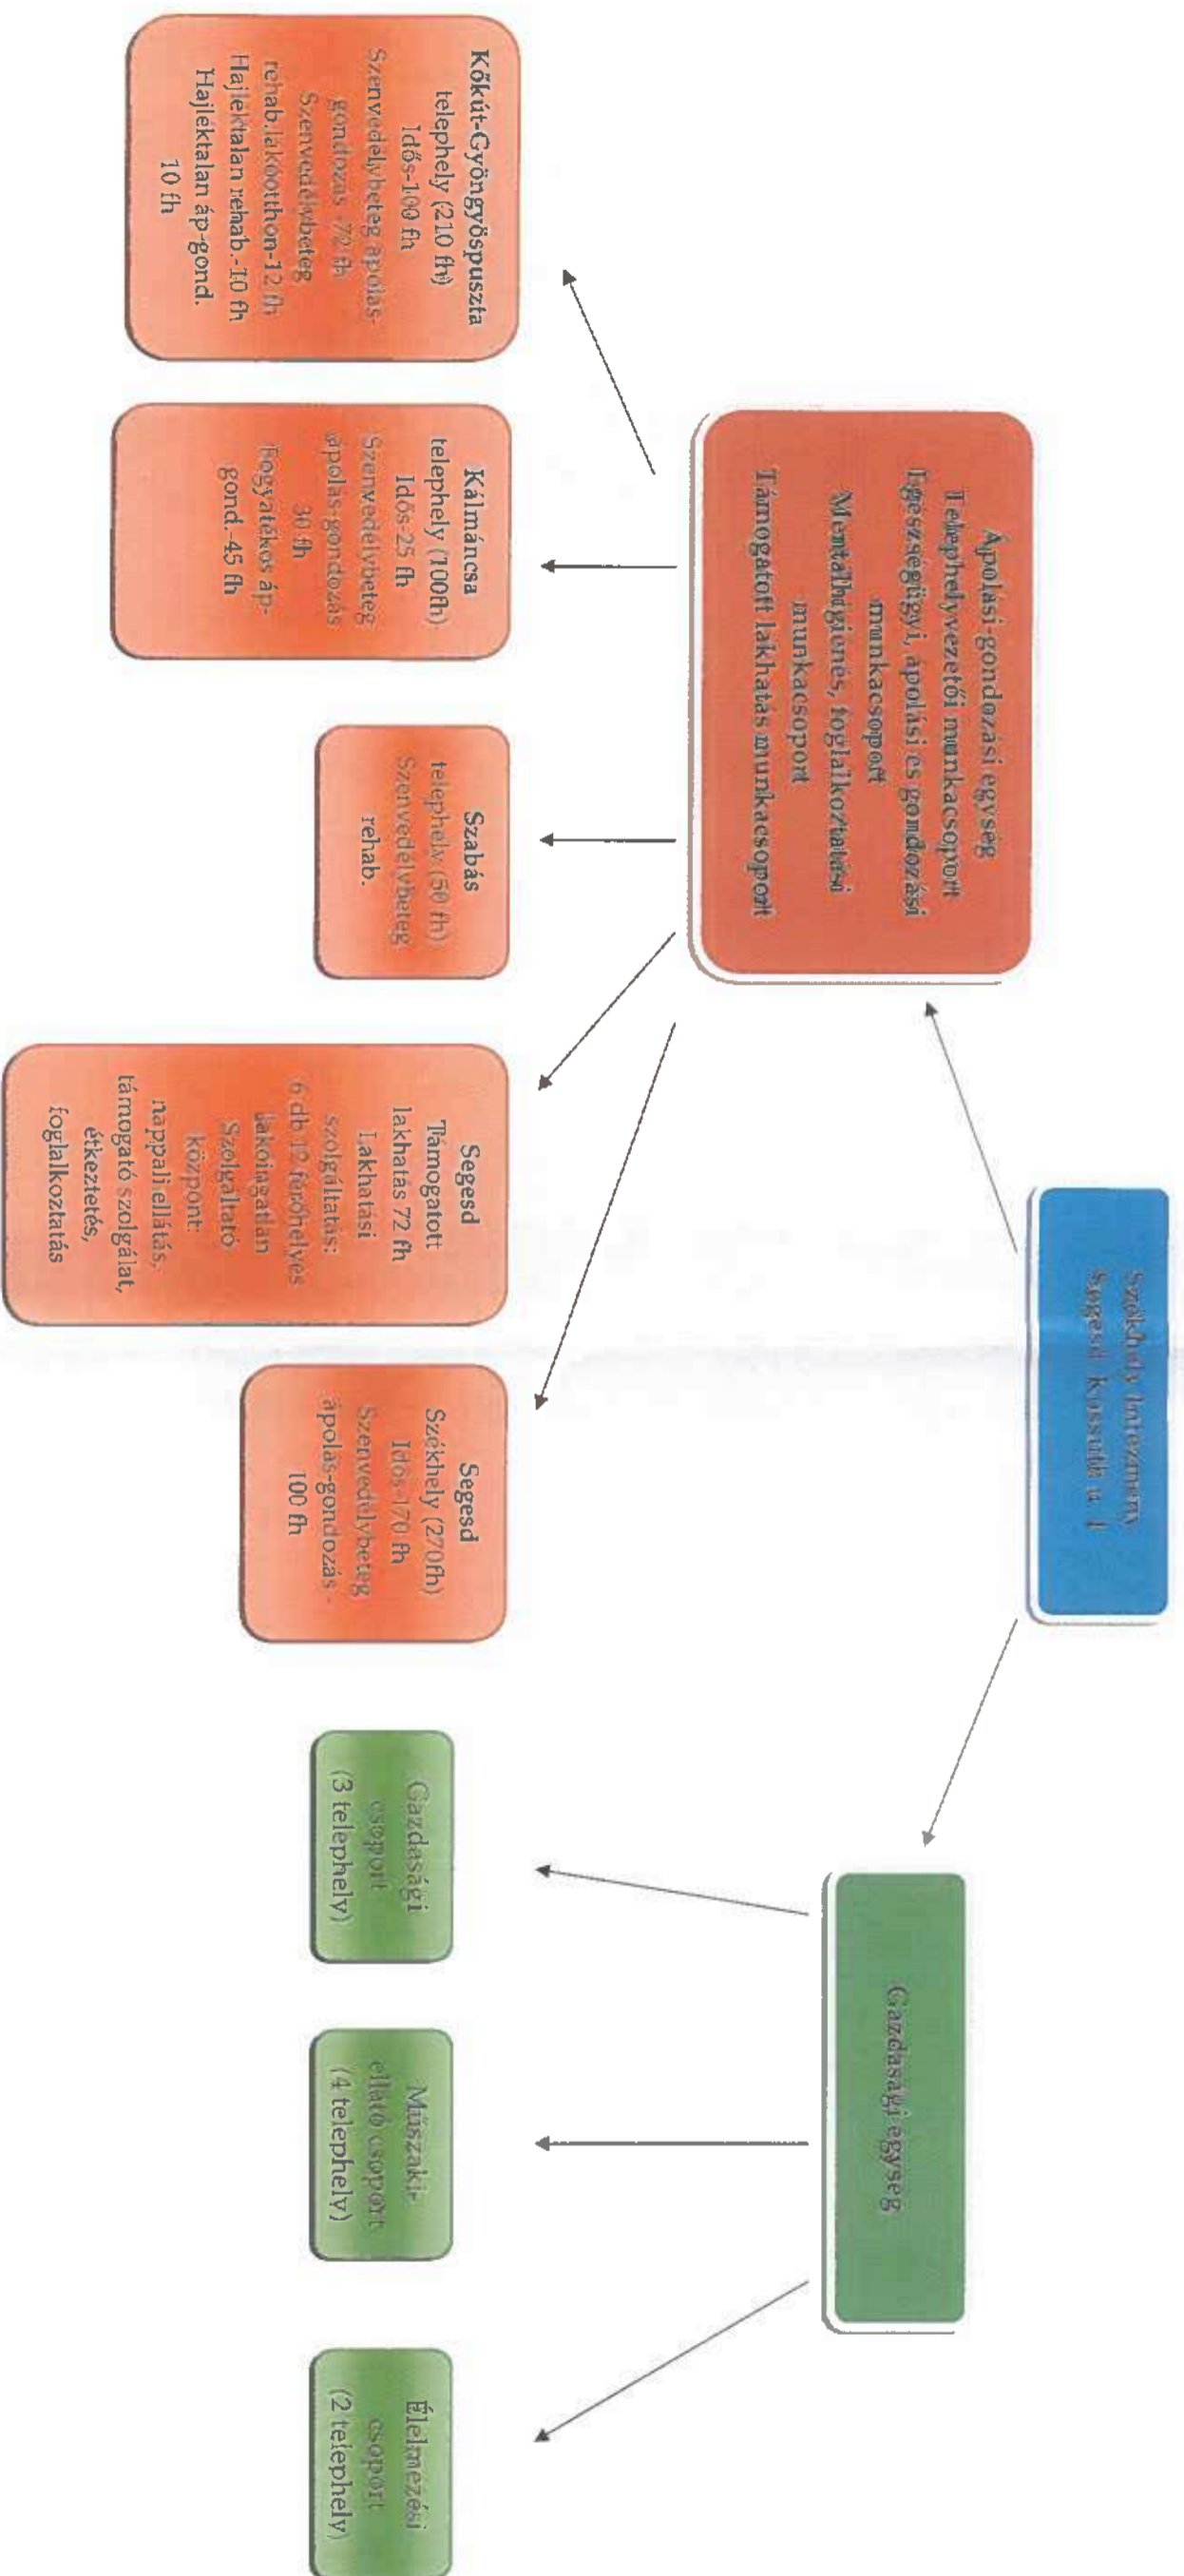 Székhely Intézmény
Segesd Kossuth u. 1
Ápolási-gondozási egység
Telephelyvezetői munkacsoport
Egészségügyi, ápolási és gondozási
munkacsoport
Mentálhigiénés, foglalkoztatási
munkacsoport
Támogatott lakhatás munkacsoport
Gazdasági egység
Kőkút-Gyöngyöspuszta
telephely (210 fh)
Idős-100 fh
Szenvedélybeteg ápolás-
gondozás -72 fh
Szenvedélybeteg
rehab.lakóotthon-12 fh
Hajléktalan rehab.-10 fh
Hajléktalan áp-gond.
10 fh
Kálmáncsa
telephely (100fh)
Idős-25 fh
Szenvedélybeteg
ápolás-gondozás
30 fh
Fogyatékos áp-
gond.-45 fh
Szabás
telephely (50 fh)
Szenvedélybeteg
rehab.
Segesd
Támogatott
lakhatás 72 fh
Lakhatási
szolgáltatás:
6 db 12 férőhelyes
lakóingatlan
Szolgáltató
központ:
nappali ellátás,
támogató szolgálat,
étkeztetés,
foglalkoztatás
Segesd
Székhely (270fh)
Idős-170 fh
Szenvedélybeteg
ápolás-gondozás -
100 fh
Gazdasági
csoport
(3 telephely)
Műszaki-
ellátó csoport
(4 telephely)
Élelmezési
csoport
(2 telephely)